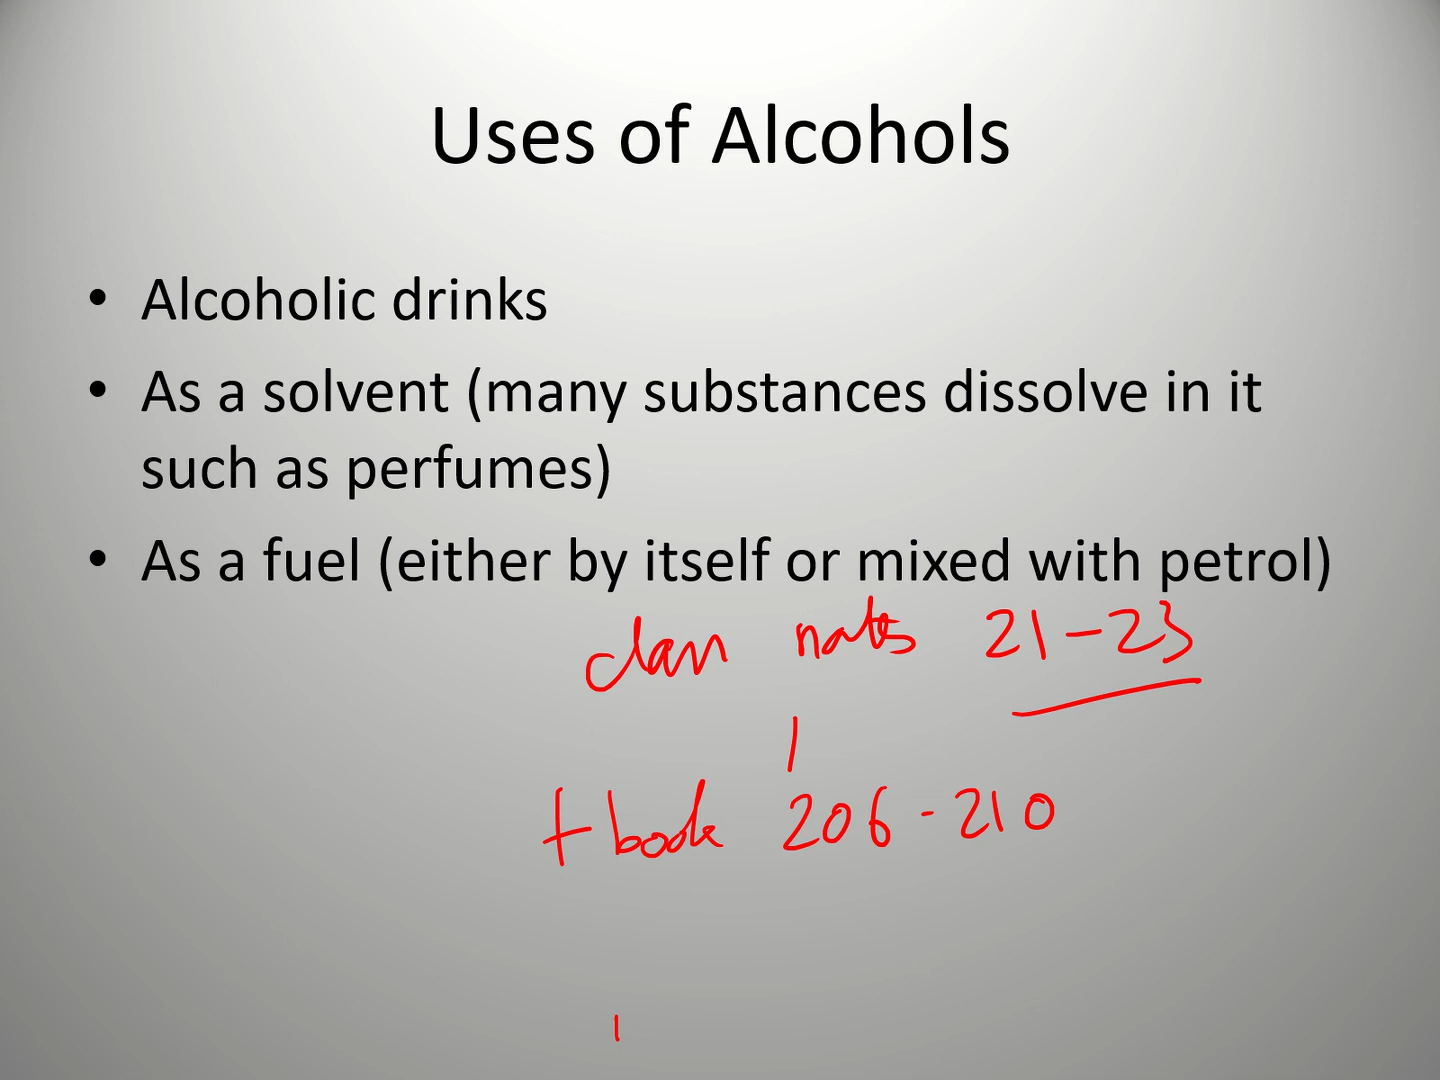 Uses of Alcohols
• Alcoholic drinks
• As a solvent (many substances dissolve in it
such as perfumes)
• As a fuel (either by itself or mixed with petrol)
class notes 21-23
t book 206-210